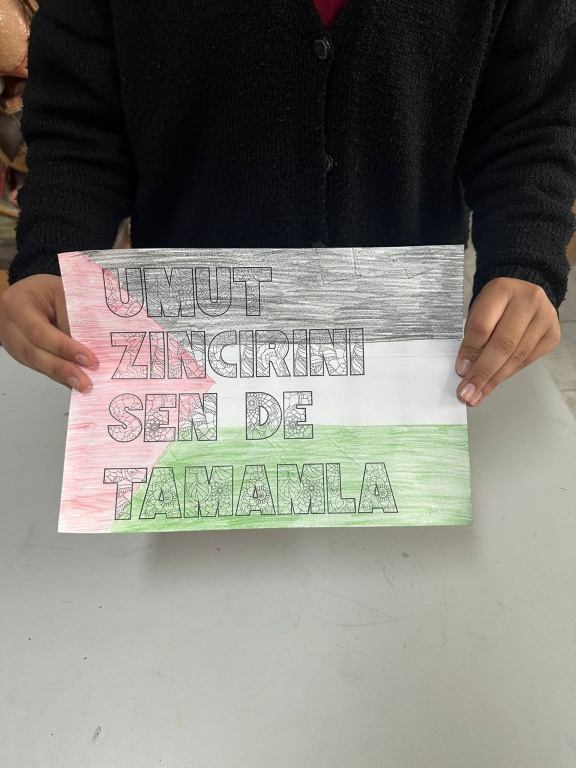 UMUT
ZINCIRINI
SEN DE
TAMAMLA